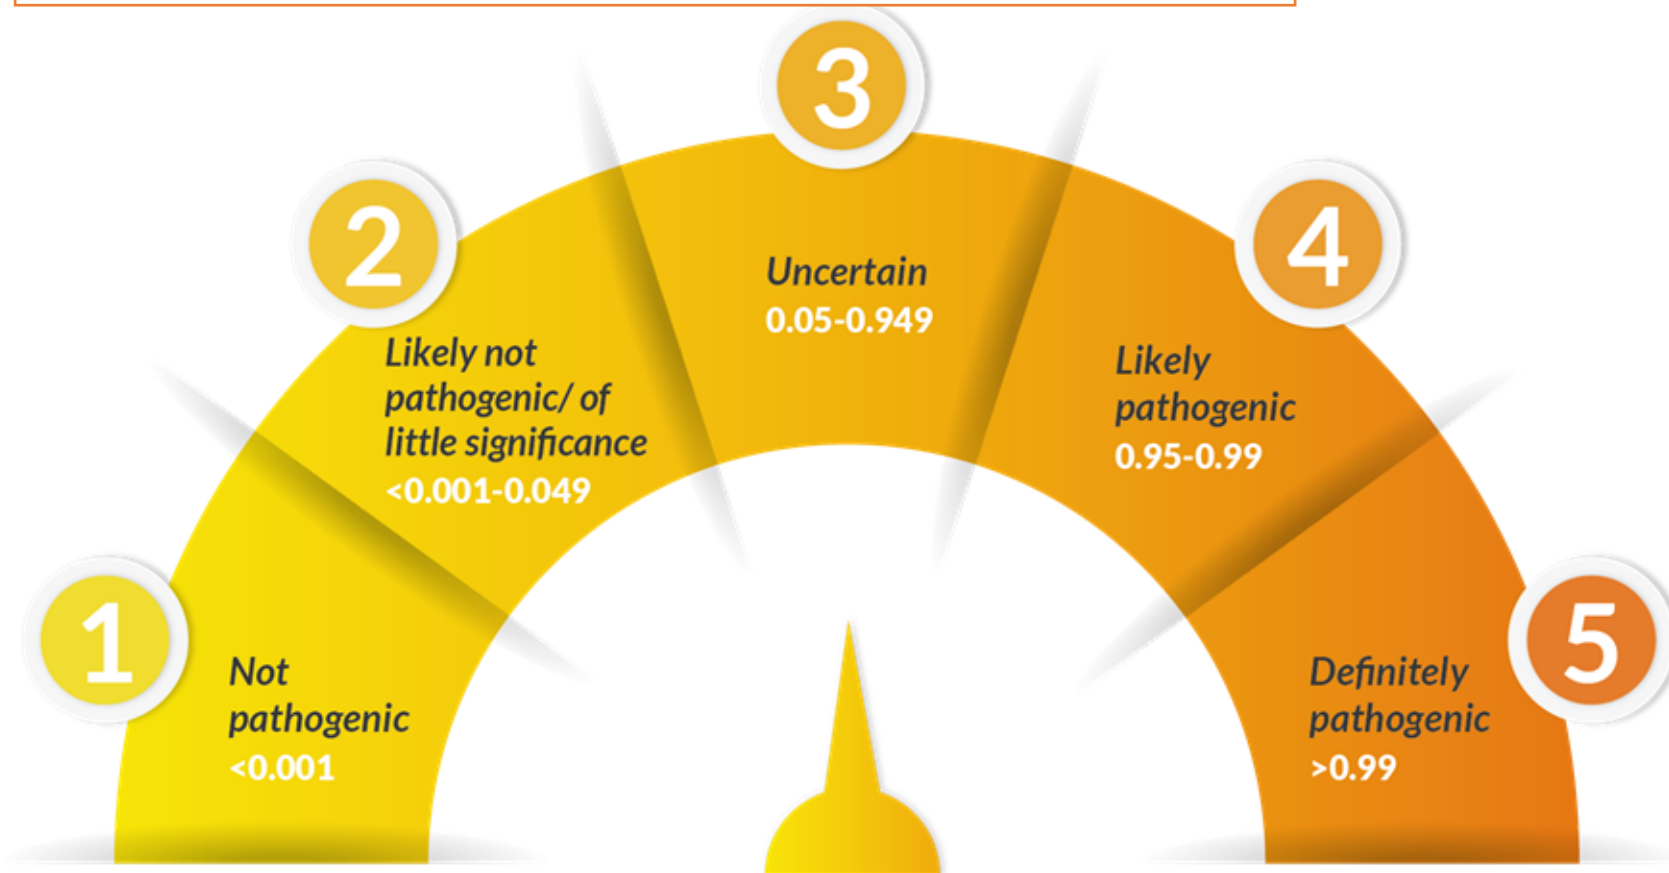 1
Not
pathogenic
<0.001
2
Likely not
pathogenic/ of
little significance
<0.001-0.049
3
Uncertain
0.05-0.949
4
Likely
pathogenic
0.95-0.99
5
Definitely
pathogenic
>0.99